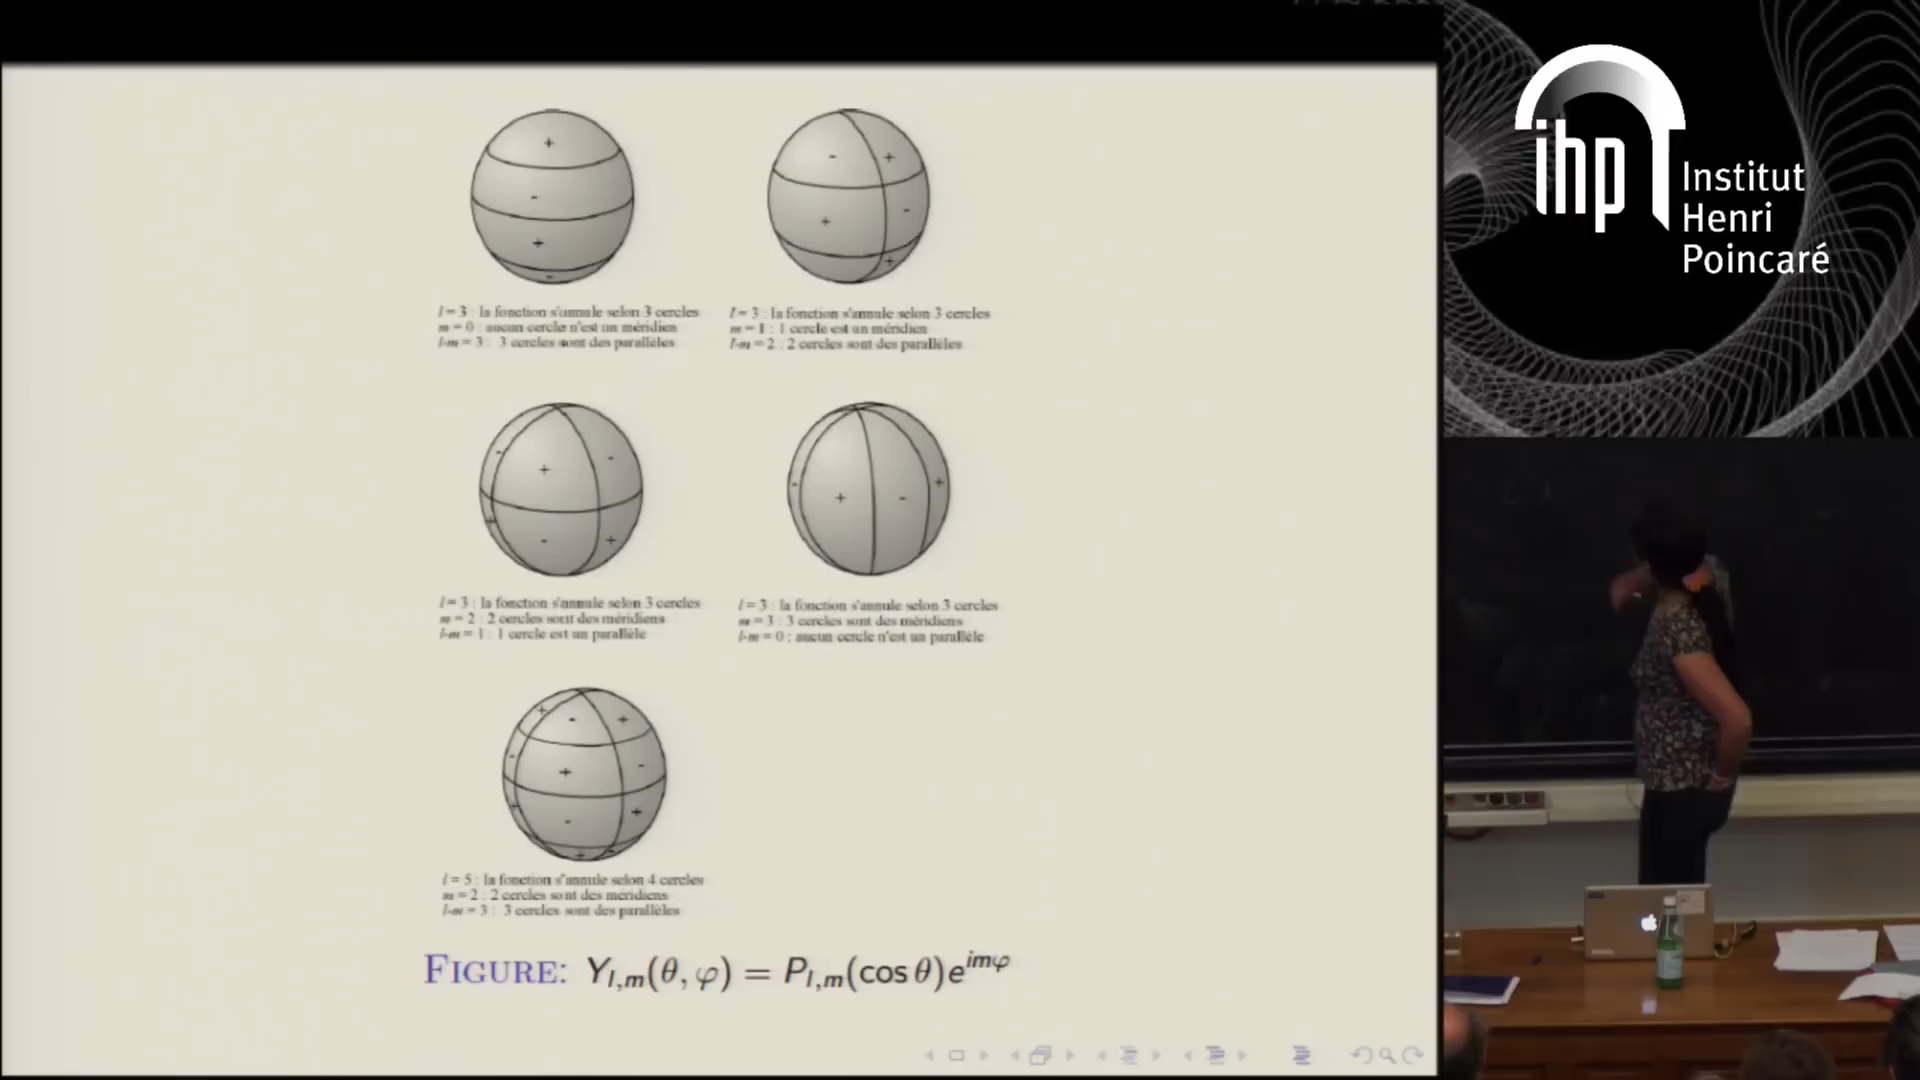 l = 3 : la fonction s'annule selon 3 cercles
m = 0 : aucun cercle n'est un méridien
l-m = 3 : 3 cercles sont des parallèles
l = 3 : la fonction s'annule selon 3 cercles
m = 1 : 1 cercle est un méridien
l-m = 2 : 2 cercles sont des parallèles
l = 3 : la fonction s'annule selon 3 cercles
m = 2 : 2 cercles sont des méridiens
l-m = 1 : 1 cercle est un parallèle
l = 3 : la fonction s'annule selon 3 cercles
m = 3 : 3 cercles sont des méridiens
l-m = 0 : aucun cercle n'est un parallèle
l = 5 : la fonction s'annule selon 4 cercles
m = 2 : 2 cercles sont des méridiens
l-m = 3 : 3 cercles sont des parallèles
FIGURE: Y_{l,m}(θ, φ) = P_{l,m}(cos θ)e^{imφ}
ihp
Institut
Henri
Poincaré